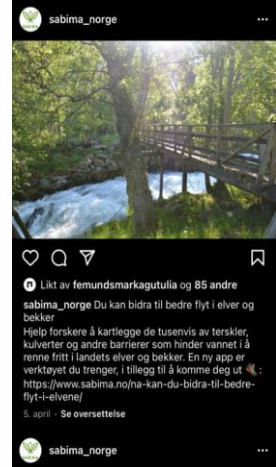 sabima_norge
Likt av femundsmarkagutulia og 85 andre
sabima_norge Du kan bidra til bedre flyt i elver og
bekker
Hjelp forskere å kartlegge de tusenvis av terskler,
kulverter og andre barrierer som hinder vannet i å
renne fritt i landets elver og bekker. En ny app er
verktøyet du trenger, i tillegg til å komme deg ut 🥾 :
https://www.sabima.no/na-kan-du-bidra-til-bedre-
flyt-i-elvene/
5. april · Se oversettelse
sabima_norge